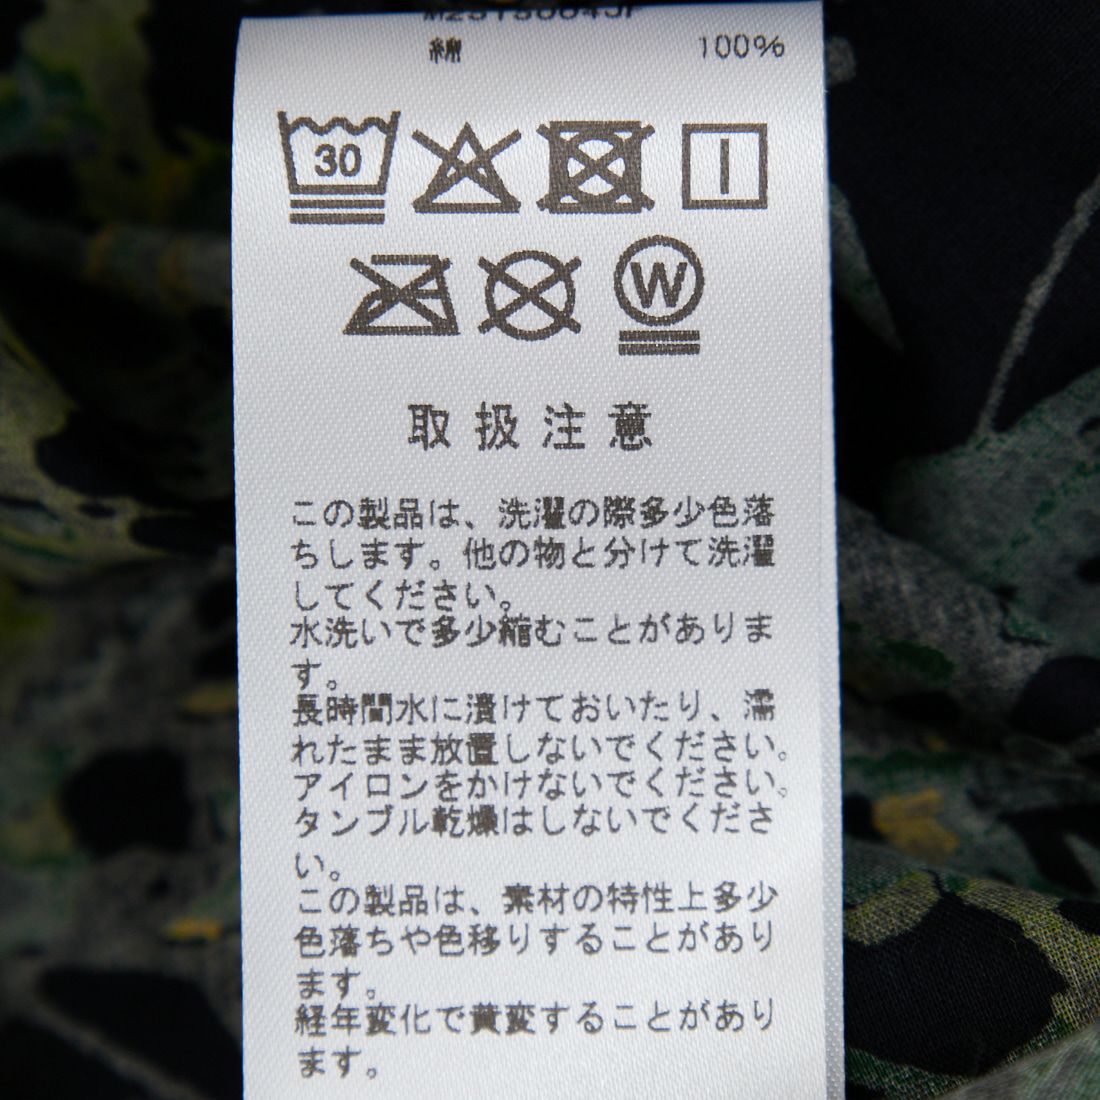 綿 100%
30
W
取扱注意
この製品は、洗濯の際多少色落
ちします。他の物と分けて洗濯
してください。
水洗いで多少縮むことがありま
す。
長時間水に漬けておいたり、濡
れたまま放置しないでください。
アイロンをかけないでください。
タンブル乾燥はしないでくださ
い。
この製品は、素材の特性上多少
色落ちや色移りすることがあり
ます。
経年変化で黄変することがあり
ます。